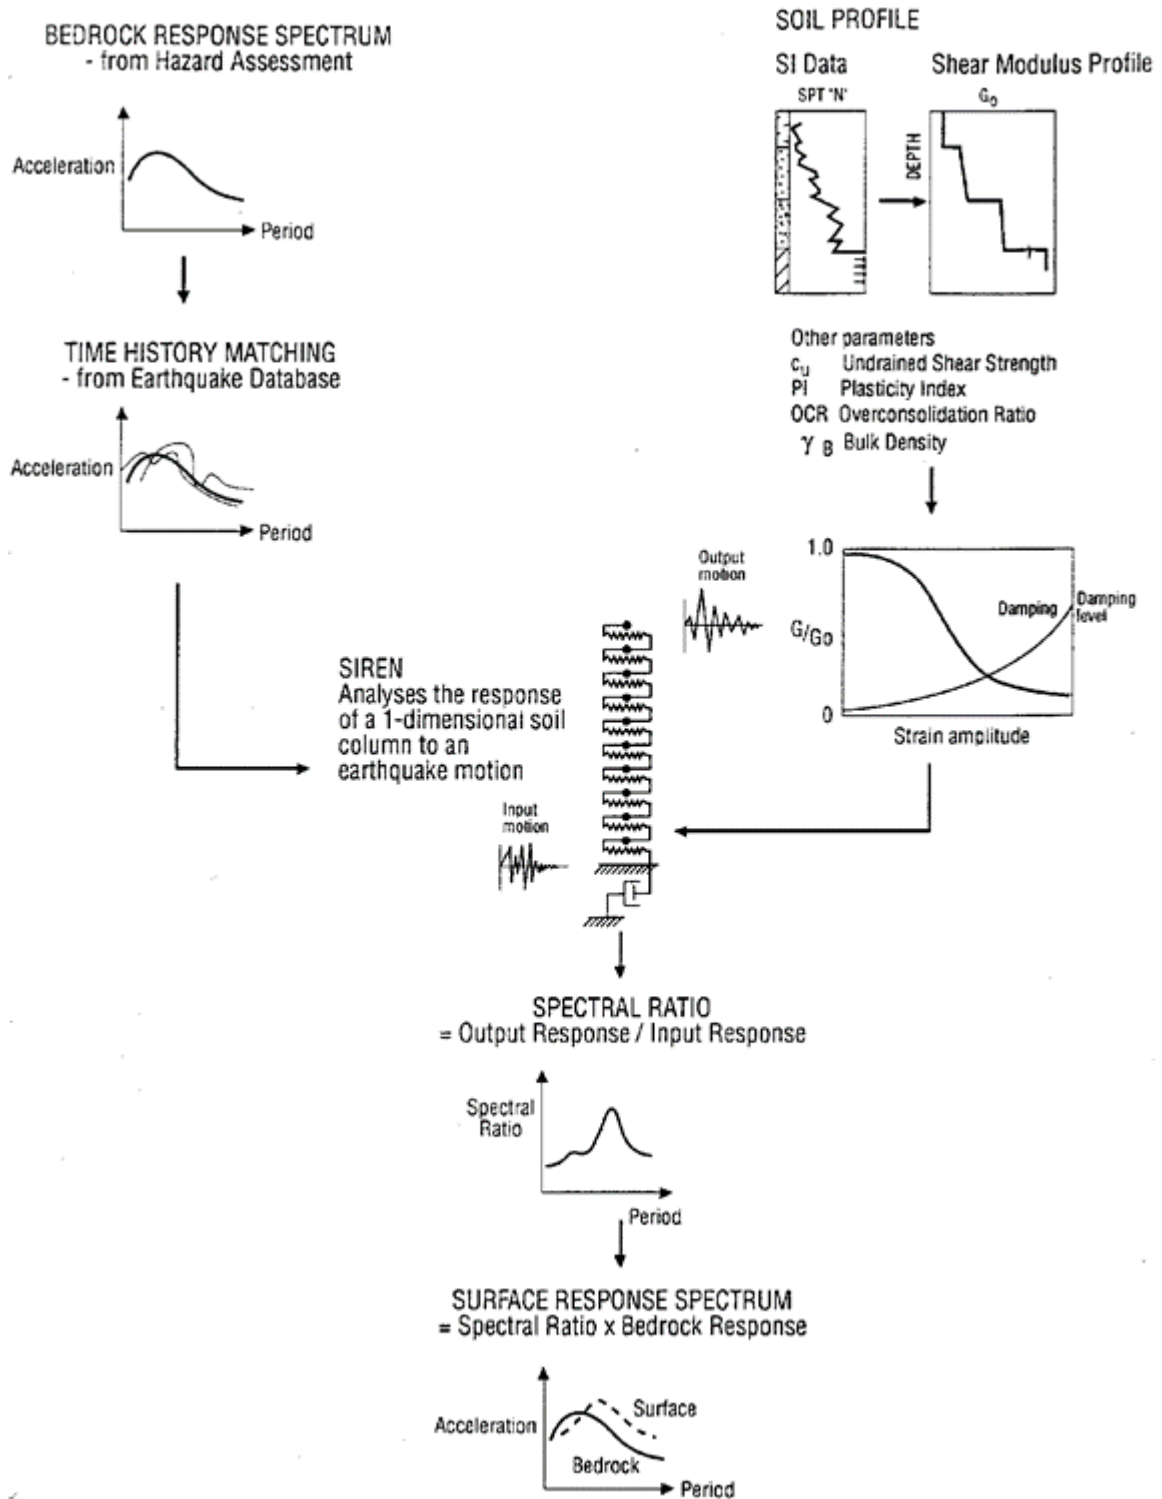 BEDROCK RESPONSE SPECTRUM
- from Hazard Assessment
Acceleration
Period
TIME HISTORY MATCHING
- from Earthquake Database
Acceleration
Period
SOIL PROFILE
SI Data
Shear Modulus Profile
SPT 'N'
G0
DEPTH
Other parameters
cu Undrained Shear Strength
PI Plasticity Index
OCR Overconsolidation Ratio
γB Bulk Density
1.0
G/Go
0
Damping
Damping
level
Strain amplitude
Output
motion
SIREN
Analyses the response
of a 1-dimensional soil
column to an
earthquake motion
Input
motion
SPECTRAL RATIO
= Output Response / Input Response
Spectral
Ratio
Period
SURFACE RESPONSE SPECTRUM
= Spectral Ratio x Bedrock Response
Acceleration
Surface
Bedrock
Period